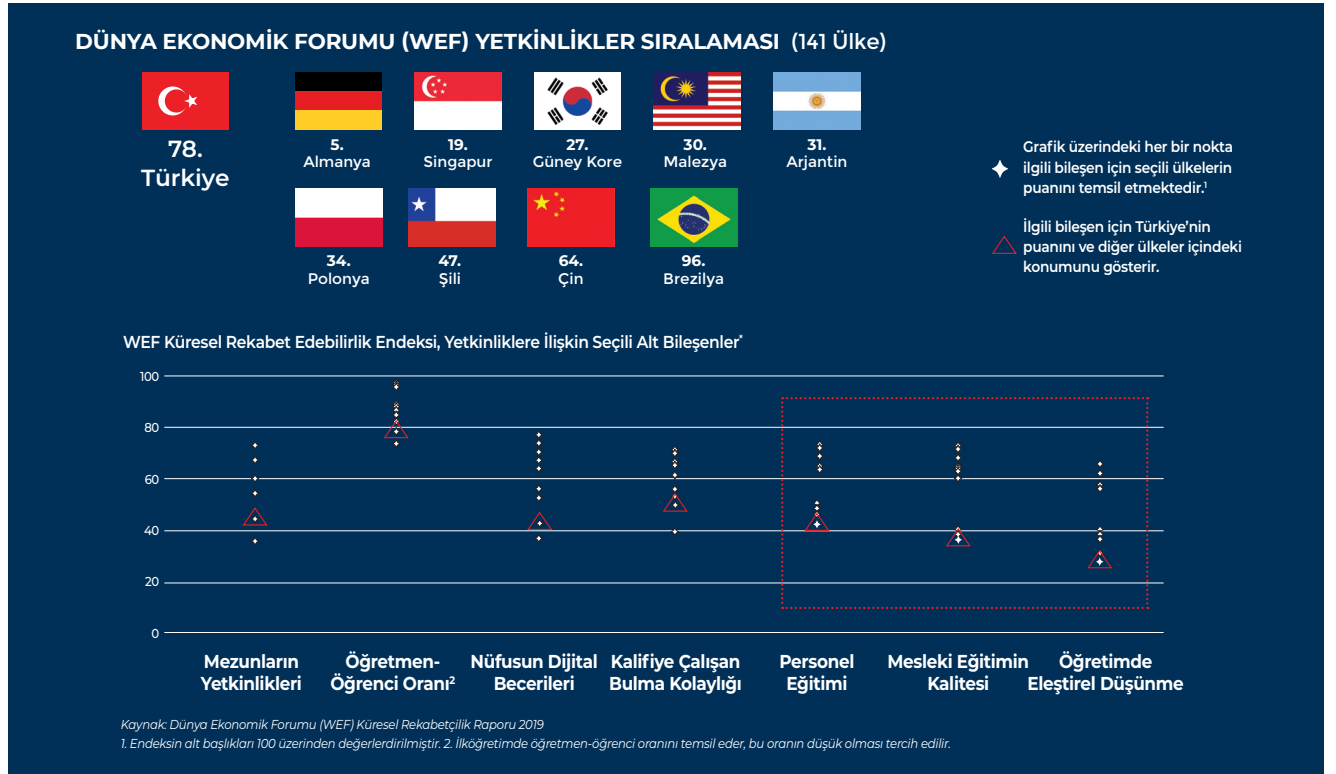 DÜNYA EKONOMİK FORUMU (WEF) YETKİNLİKLER SIRALAMASI (141 Ülke)
78.
Türkiye
5.
Almanya
19.
Singapur
27.
Güney Kore
30.
Malezya
31.
Arjantin
34.
Polonya
47.
Şili
64.
Çin
96.
Brezilya
Grafik üzerindeki her bir nokta
ilgili bileşen için seçili ülkelerin
puanını temsil etmektedir.¹
İlgili bileşen için Türkiye’nin
puanını ve diğer ülkeler içindeki
konumunu gösterir.
WEF Küresel Rekabet Edebilirlik Endeksi, Yetkinliklere İlişkin Seçili Alt Bileşenler*
100
80
60
40
20
0
Mezunların
Yetkinlikleri
Öğretmen-
Öğrenci Oranı²
Nüfusun Dijital
Becerileri
Kalifiye Çalışan
Bulma Kolaylığı
Personel
Eğitimi
Mesleki Eğitimin
Kalitesi
Öğretimde
Eleştirel Düşünme
Kaynak: Dünya Ekonomik Forumu (WEF) Küresel Rekabetçilik Raporu 2019
1. Endeksin alt başlıkları 100 üzerinden değerlendirilmiştir. 2. İlköğretimde öğretmen-öğrenci oranını temsil eder, bu oranın düşük olması tercih edilir.